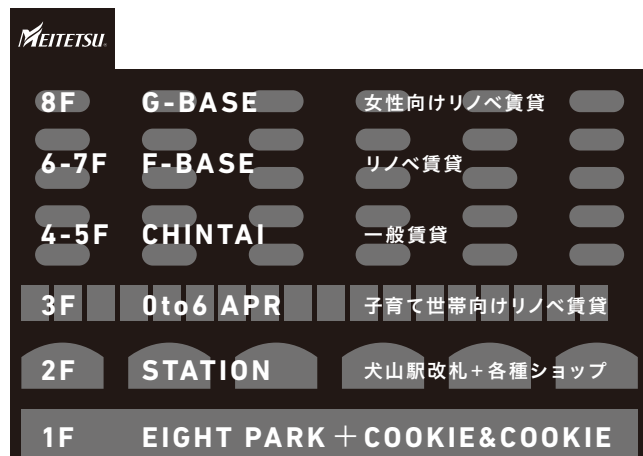 MEITETSU.
8F G-BASE 女性向けリノベ賃貸
6-7F F-BASE リノベ賃貸
4-5F CHINTAI 一般賃貸
3F 0to6 APR 子育て世帯向けリノベ賃貸
2F STATION 犬山駅改札+各種ショップ
1F EIGHT PARK+COOKIE&COOKIE